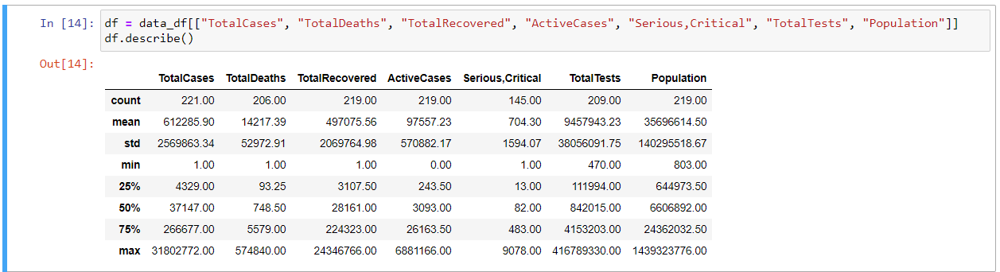 In [14]: df = data_df[["TotalCases", "TotalDeaths", "TotalRecovered", "ActiveCases", "Serious,Critical", "TotalTests", "Population"]]
df.describe()
Out[14]:
TotalCases TotalDeaths TotalRecovered ActiveCases Serious,Critical TotalTests Population
count 221.00 206.00 219.00 219.00 145.00 209.00 219.00
mean 612285.90 14217.39 497075.56 97557.23 704.30 9457943.23 35696614.50
std 2569863.34 52972.91 2069764.98 570882.17 1594.07 38056091.75 140295518.67
min 1.00 1.00 1.00 0.00 1.00 470.00 803.00
25% 4329.00 93.25 3107.50 243.50 13.00 111994.00 644973.50
50% 37147.00 748.50 28161.00 3093.00 82.00 842015.00 6606892.00
75% 266677.00 5579.00 224323.00 26163.50 483.00 4153203.00 24362032.50
max 31802772.00 574840.00 24346766.00 6881166.00 9078.00 416789330.00 1439323776.00